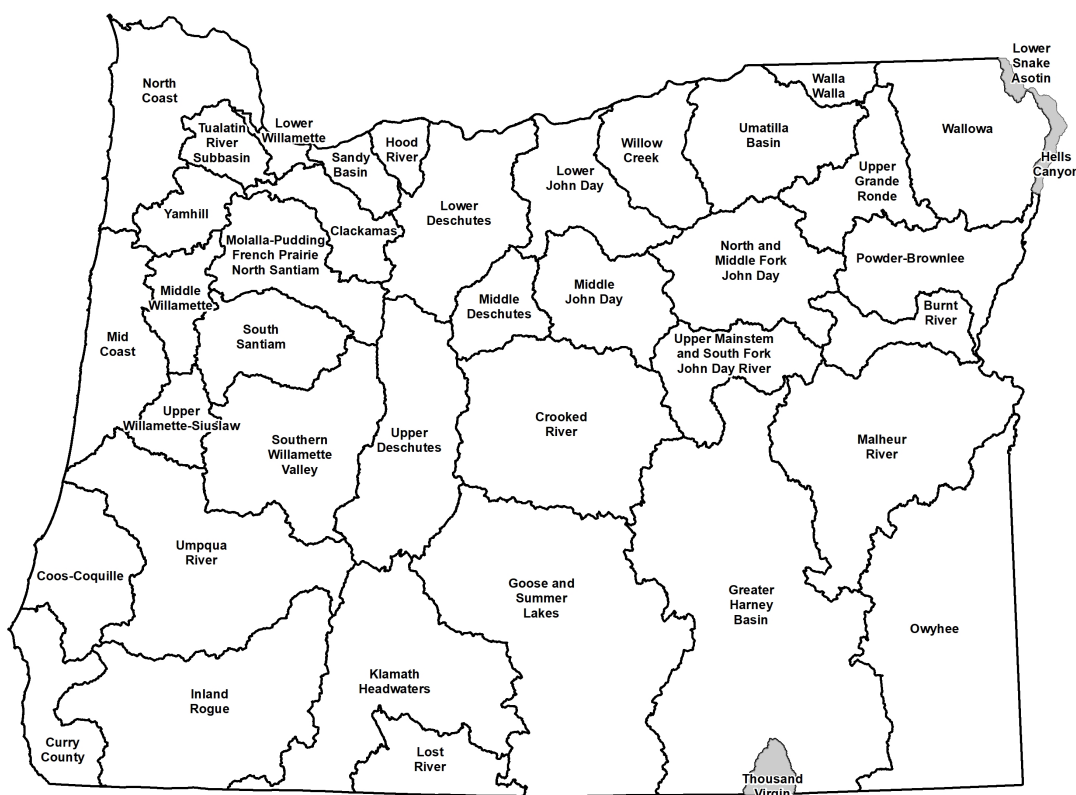 Lower
Snake
Asotin
North
Coast
Walla
Walla
Wallowa
Tualatin
River
Subbasin
Lower
Willamette
Sandy
Basin
Hood
River
Willow
Creek
Umatilla
Basin
Hells
Canyon
Lower
John Day
Upper
Grande
Ronde
Yamhill
Lower
Deschutes
Clackamas
Molalla-Pudding
French Prairie
North Santiam
North and
Middle Fork
John Day
Powder-Brownlee
Middle
Willamette
Middle
Deschutes
Middle
John Day
Burnt
River
Mid
Coast
South
Santiam
Upper Mainstem
and South Fork
John Day River
Upper
Willamette-Siuslaw
Southern
Willamette
Valley
Upper
Deschutes
Crooked
River
Malheur
River
Umpqua
River
Coos-Coquille
Goose and
Summer
Lakes
Greater
Harney
Basin
Owyhee
Klamath
Headwaters
Inland
Rogue
Curry
County
Lost
River
Thousand
Virgin